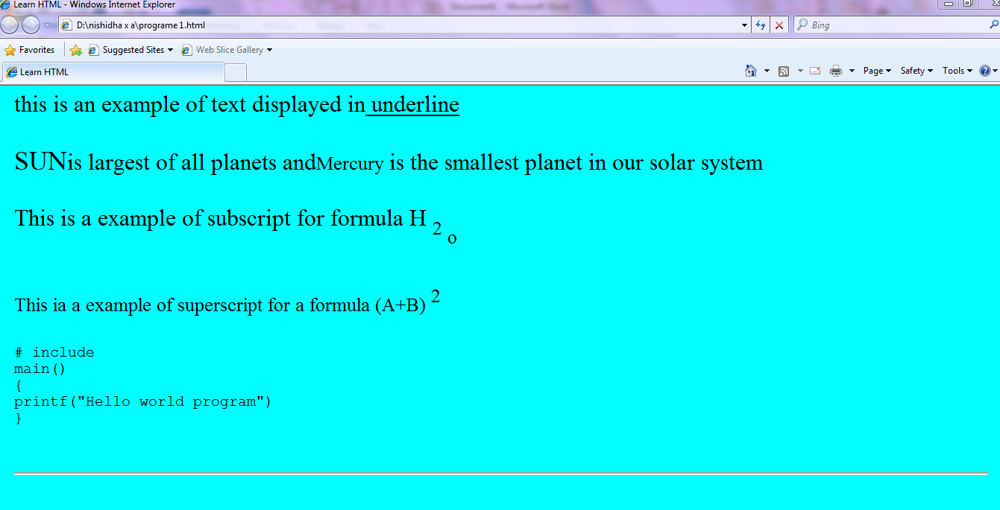 Learn HTML - Windows Internet Explorer
D:\nishidha x a\programe1.html
Bing
Favorites Suggested Sites Web Slice Gallery
Learn HTML Page Safety Tools
this is an example of text displayed in underline
SUNis largest of all planets andMercury is the smallest planet in our solar system
This is a example of subscript for formula H 2 o
This ia a example of superscript for a formula (A+B) 2
# include
main()
{
printf("Hello world program")
}